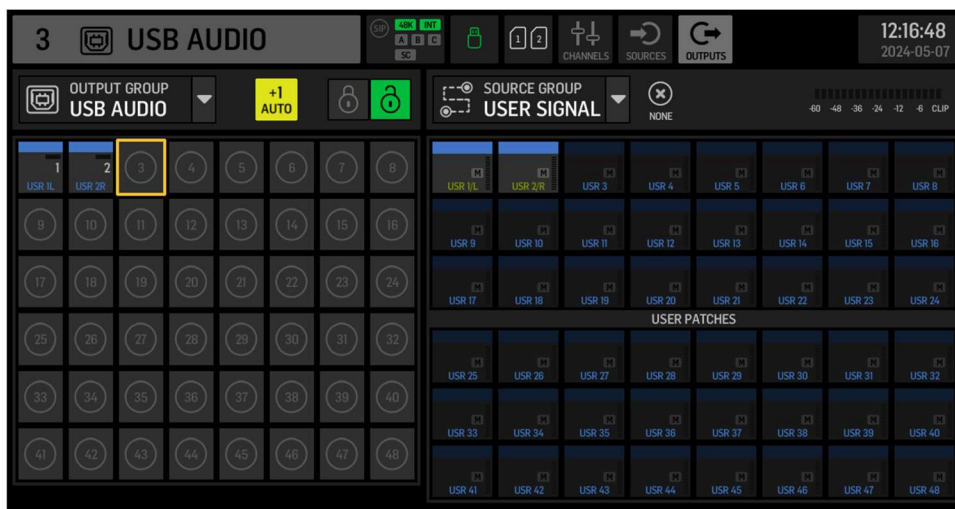 3 USB AUDIO
SIP 48K INT
A B C
SC
1 2
CHANNELS
SOURCES
OUTPUTS
12:16:48
2024-05-07
OUTPUT GROUP
USB AUDIO
+1
AUTO
SOURCE GROUP
USER SIGNAL
NONE
-60 -48 -36 -24 -12 -6 CLIP
1 2 3 4 5 6 7 8
USR 1L USR 2R
9 10 11 12 13 14 15 16
17 18 19 20 21 22 23 24
25 26 27 28 29 30 31 32
33 34 35 36 37 38 39 40
41 42 43 44 45 46 47 48
M M M M M M M M
USR 1/L USR 2/R USR 3 USR 4 USR 5 USR 6 USR 7 USR 8
M M M M M M M M
USR 9 USR 10 USR 11 USR 12 USR 13 USR 14 USR 15 USR 16
M M M M M M M M
USR 17 USR 18 USR 19 USR 20 USR 21 USR 22 USR 23 USR 24
USER PATCHES
M M M M M M M M
USR 25 USR 26 USR 27 USR 28 USR 29 USR 30 USR 31 USR 32
M M M M M M M M
USR 33 USR 34 USR 35 USR 36 USR 37 USR 38 USR 39 USR 40
M M M M M M M M
USR 41 USR 42 USR 43 USR 44 USR 45 USR 46 USR 47 USR 48